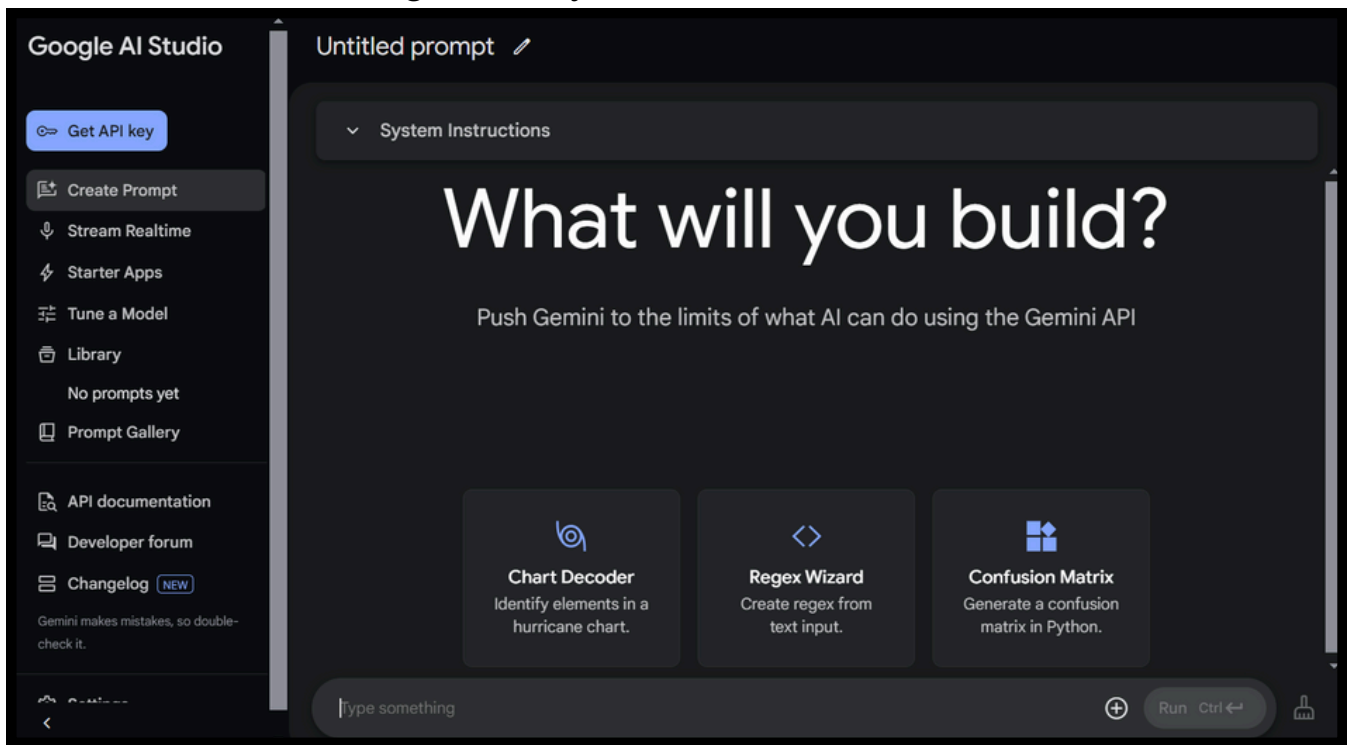 Google AI Studio
Get API key
Create Prompt
Stream Realtime
Starter Apps
Tune a Model
Library
No prompts yet
Prompt Gallery
API documentation
Developer forum
Changelog NEW
Gemini makes mistakes, so double-
check it.
Settings
Untitled prompt
System Instructions
What will you build?
Push Gemini to the limits of what AI can do using the Gemini API
Chart Decoder
Identify elements in a
hurricane chart.
Regex Wizard
Create regex from
text input.
Confusion Matrix
Generate a confusion
matrix in Python.
Type something
Run Ctrl